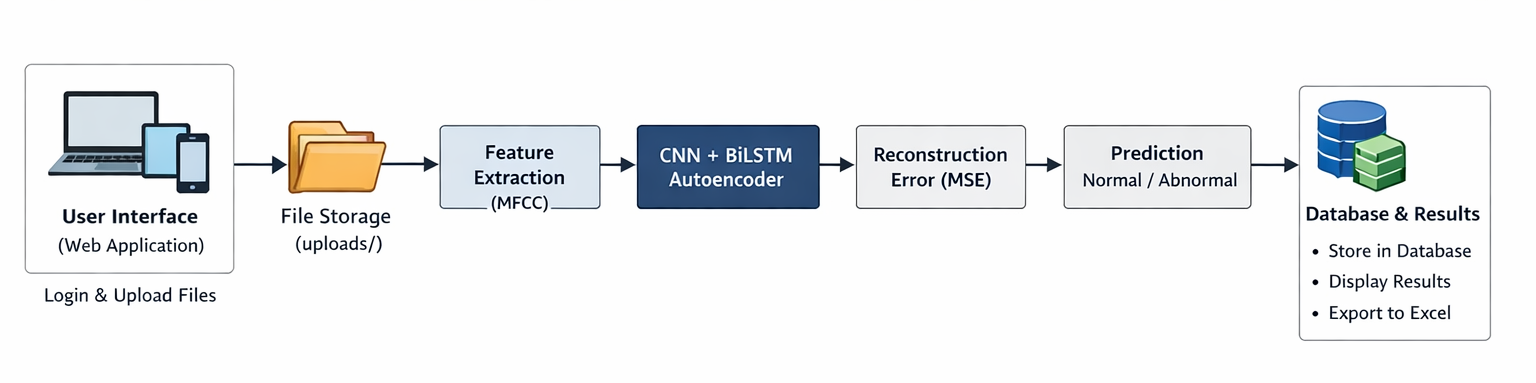 User Interface
(Web Application)
Login & Upload Files
File Storage
(uploads/)
Feature
Extraction
(MFCC)
CNN + BiLSTM
Autoencoder
Reconstruction
Error (MSE)
Prediction
Normal / Abnormal
Database & Results
• Store in Database
• Display Results
• Export to Excel